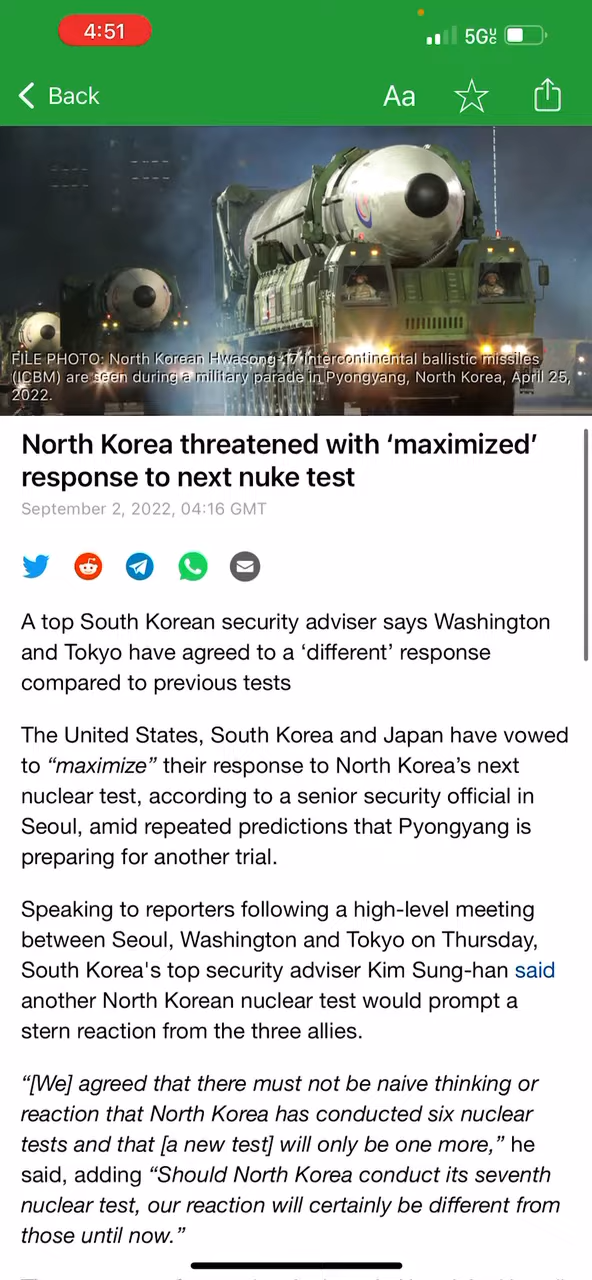 4:51
5G UC
Back
Aa
FILE PHOTO: North Korean Hwasong-17 intercontinental ballistic missiles
(ICBM) are seen during a military parade in Pyongyang, North Korea, April 25,
2022.
North Korea threatened with ‘maximized’
response to next nuke test
September 2, 2022, 04:16 GMT
A top South Korean security adviser says Washington
and Tokyo have agreed to a ‘different’ response
compared to previous tests
The United States, South Korea and Japan have vowed
to “maximize” their response to North Korea’s next
nuclear test, according to a senior security official in
Seoul, amid repeated predictions that Pyongyang is
preparing for another trial.
Speaking to reporters following a high-level meeting
between Seoul, Washington and Tokyo on Thursday,
South Korea's top security adviser Kim Sung-han said
another North Korean nuclear test would prompt a
stern reaction from the three allies.
“[We] agreed that there must not be naive thinking or
reaction that North Korea has conducted six nuclear
tests and that [a new test] will only be one more,” he
said, adding “Should North Korea conduct its seventh
nuclear test, our reaction will certainly be different from
those until now.”